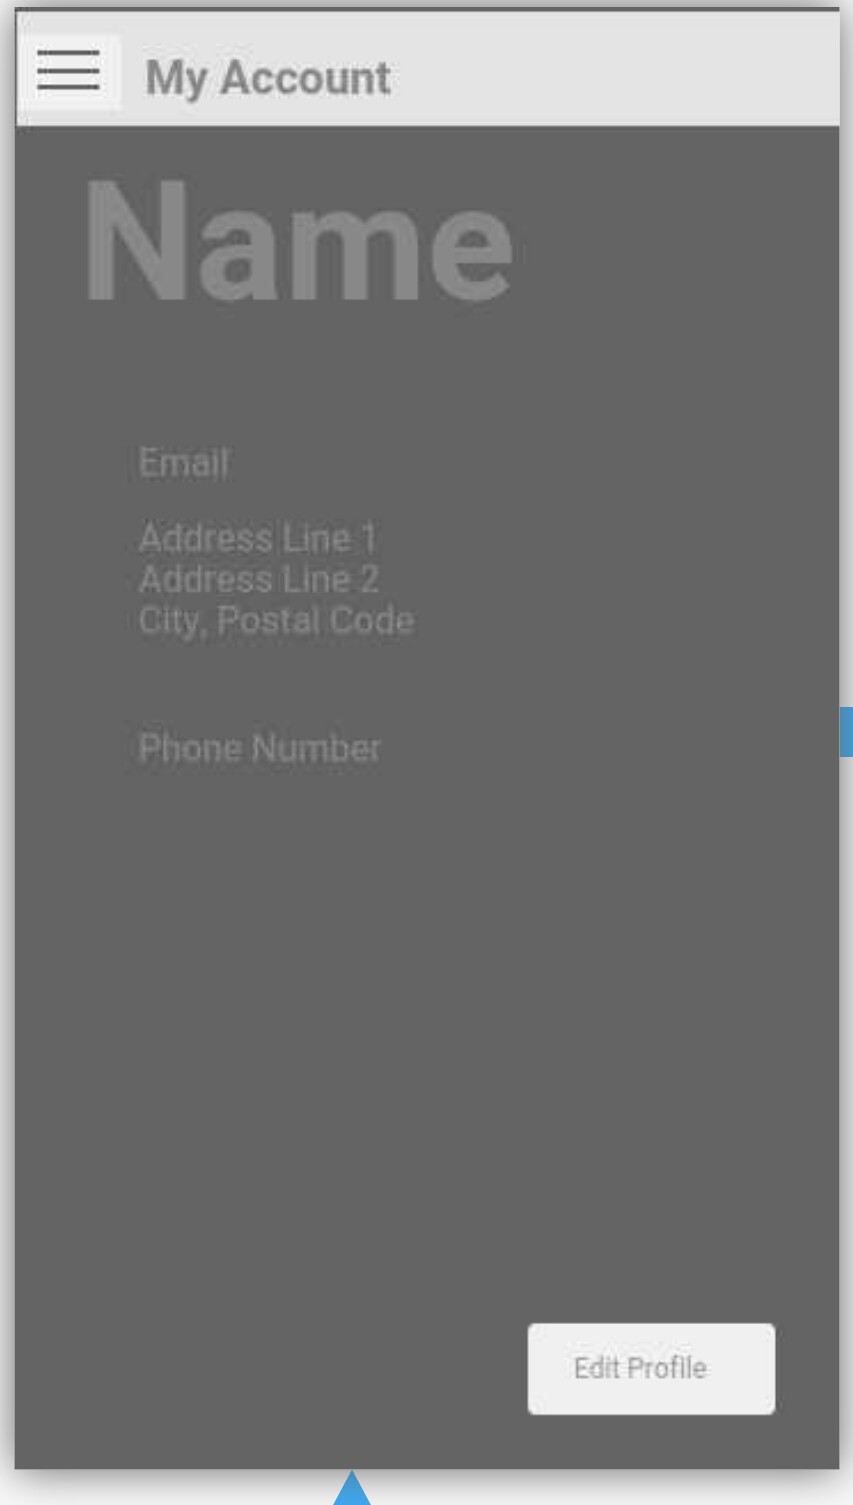 My Account
Name
Email
Address Line 1
Address Line 2
City, Postal Code
Phone Number
Edit Profile